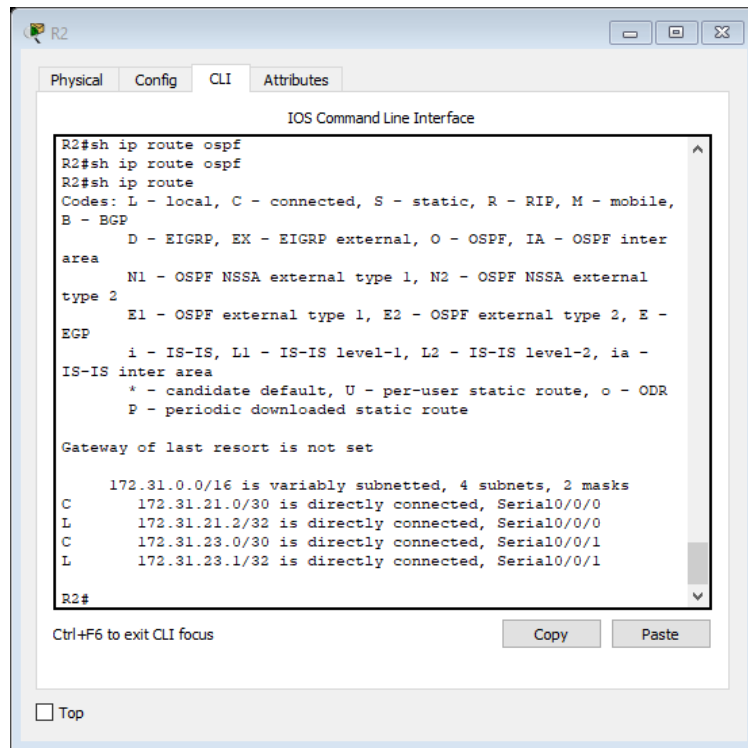 R2
Physical
Config
CLI
Attributes
IOS Command Line Interface
R2#sh ip route ospf
R2#sh ip route ospf
R2#sh ip route
Codes: L - local, C - connected, S - static, R - RIP, M - mobile,
B - BGP
D - EIGRP, EX - EIGRP external, O - OSPF, IA - OSPF inter
area
N1 - OSPF NSSA external type 1, N2 - OSPF NSSA external
type 2
E1 - OSPF external type 1, E2 - OSPF external type 2, E -
EGP
i - IS-IS, L1 - IS-IS level-1, L2 - IS-IS level-2, ia -
IS-IS inter area
* - candidate default, U - per-user static route, o - ODR
P - periodic downloaded static route
Gateway of last resort is not set
172.31.0.0/16 is variably subnetted, 4 subnets, 2 masks
C 172.31.21.0/30 is directly connected, Serial0/0/0
L 172.31.21.2/32 is directly connected, Serial0/0/0
C 172.31.23.0/30 is directly connected, Serial0/0/1
L 172.31.23.1/32 is directly connected, Serial0/0/1
R2#
Ctrl+F6 to exit CLI focus
Copy
Paste
Top